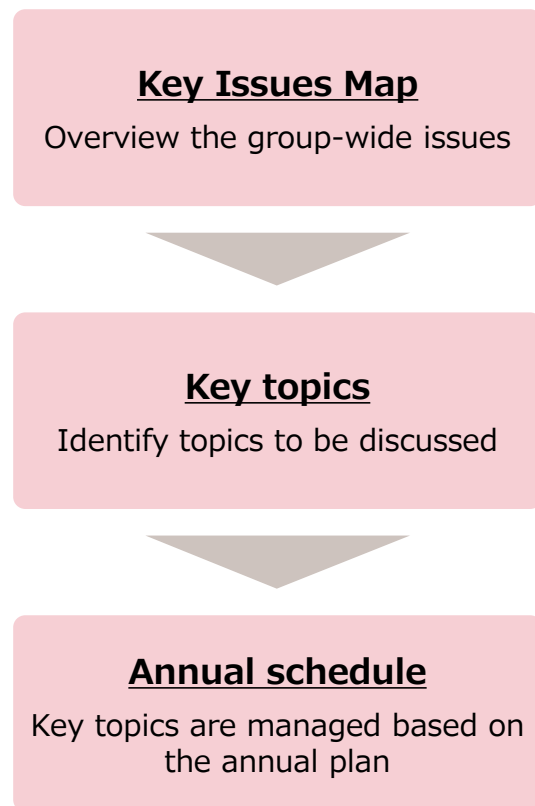 Key Issues Map
Overview the group-wide issues
Key topics
Identify topics to be discussed
Annual schedule
Key topics are managed based on
the annual plan